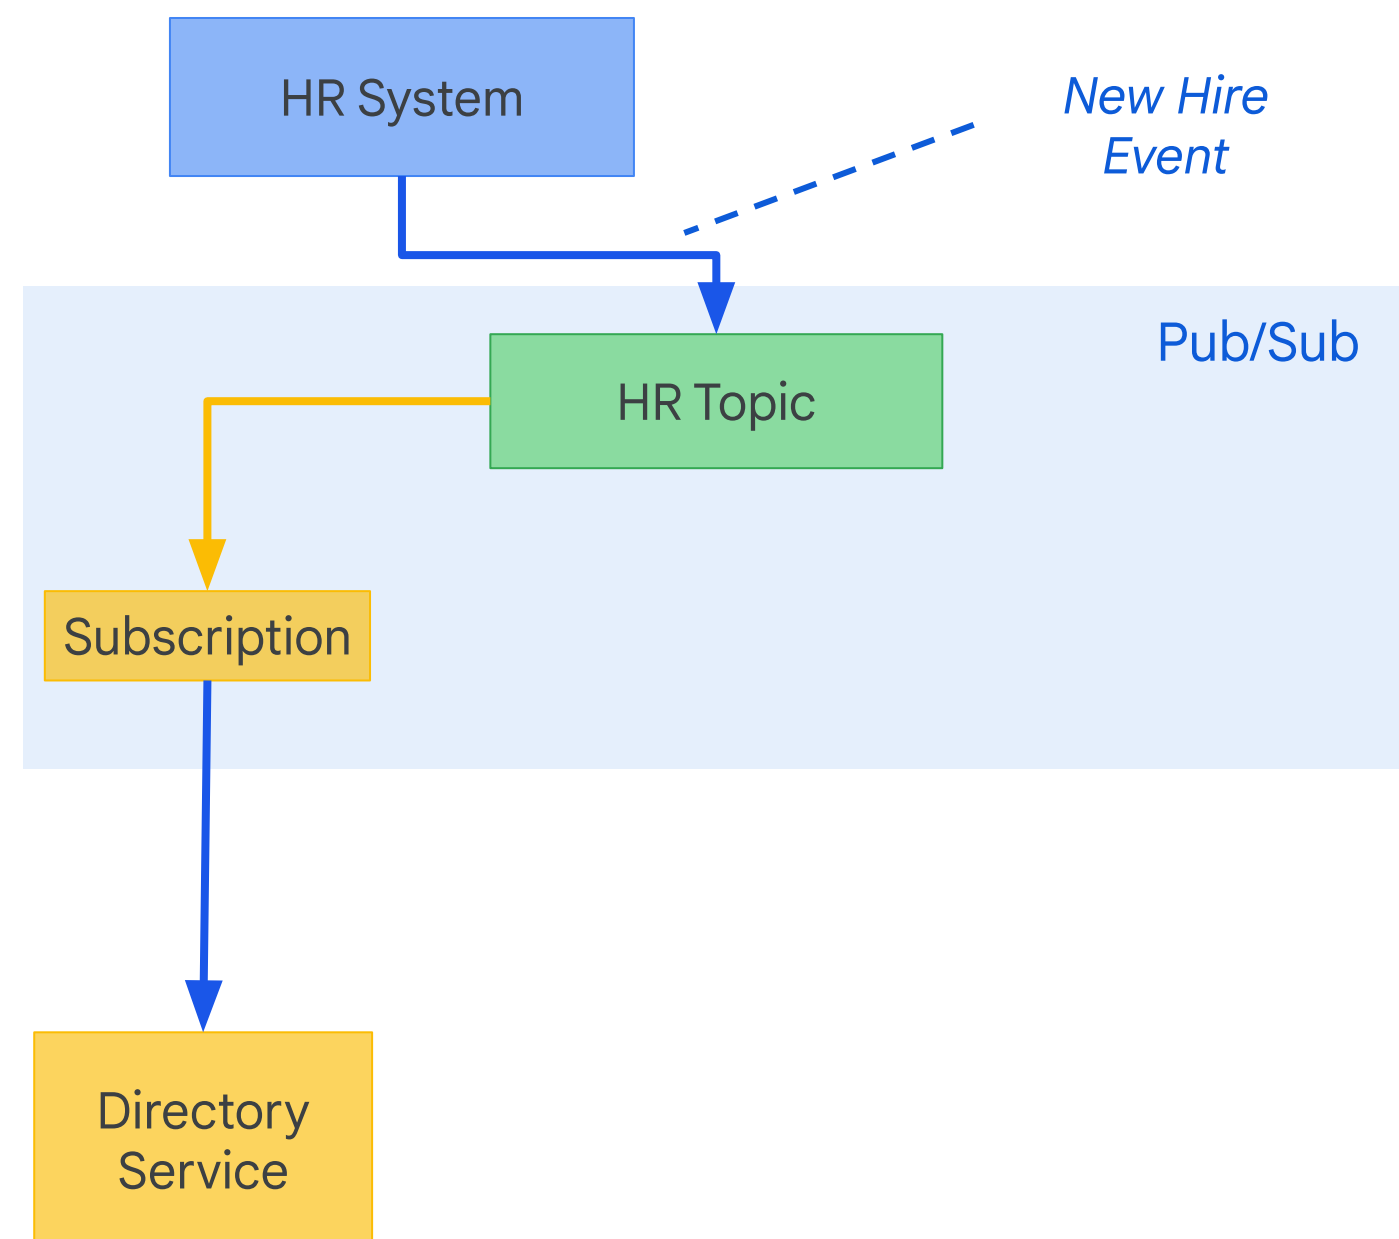 HR System
New Hire
Event
Pub/Sub
HR Topic
Subscription
Directory
Service